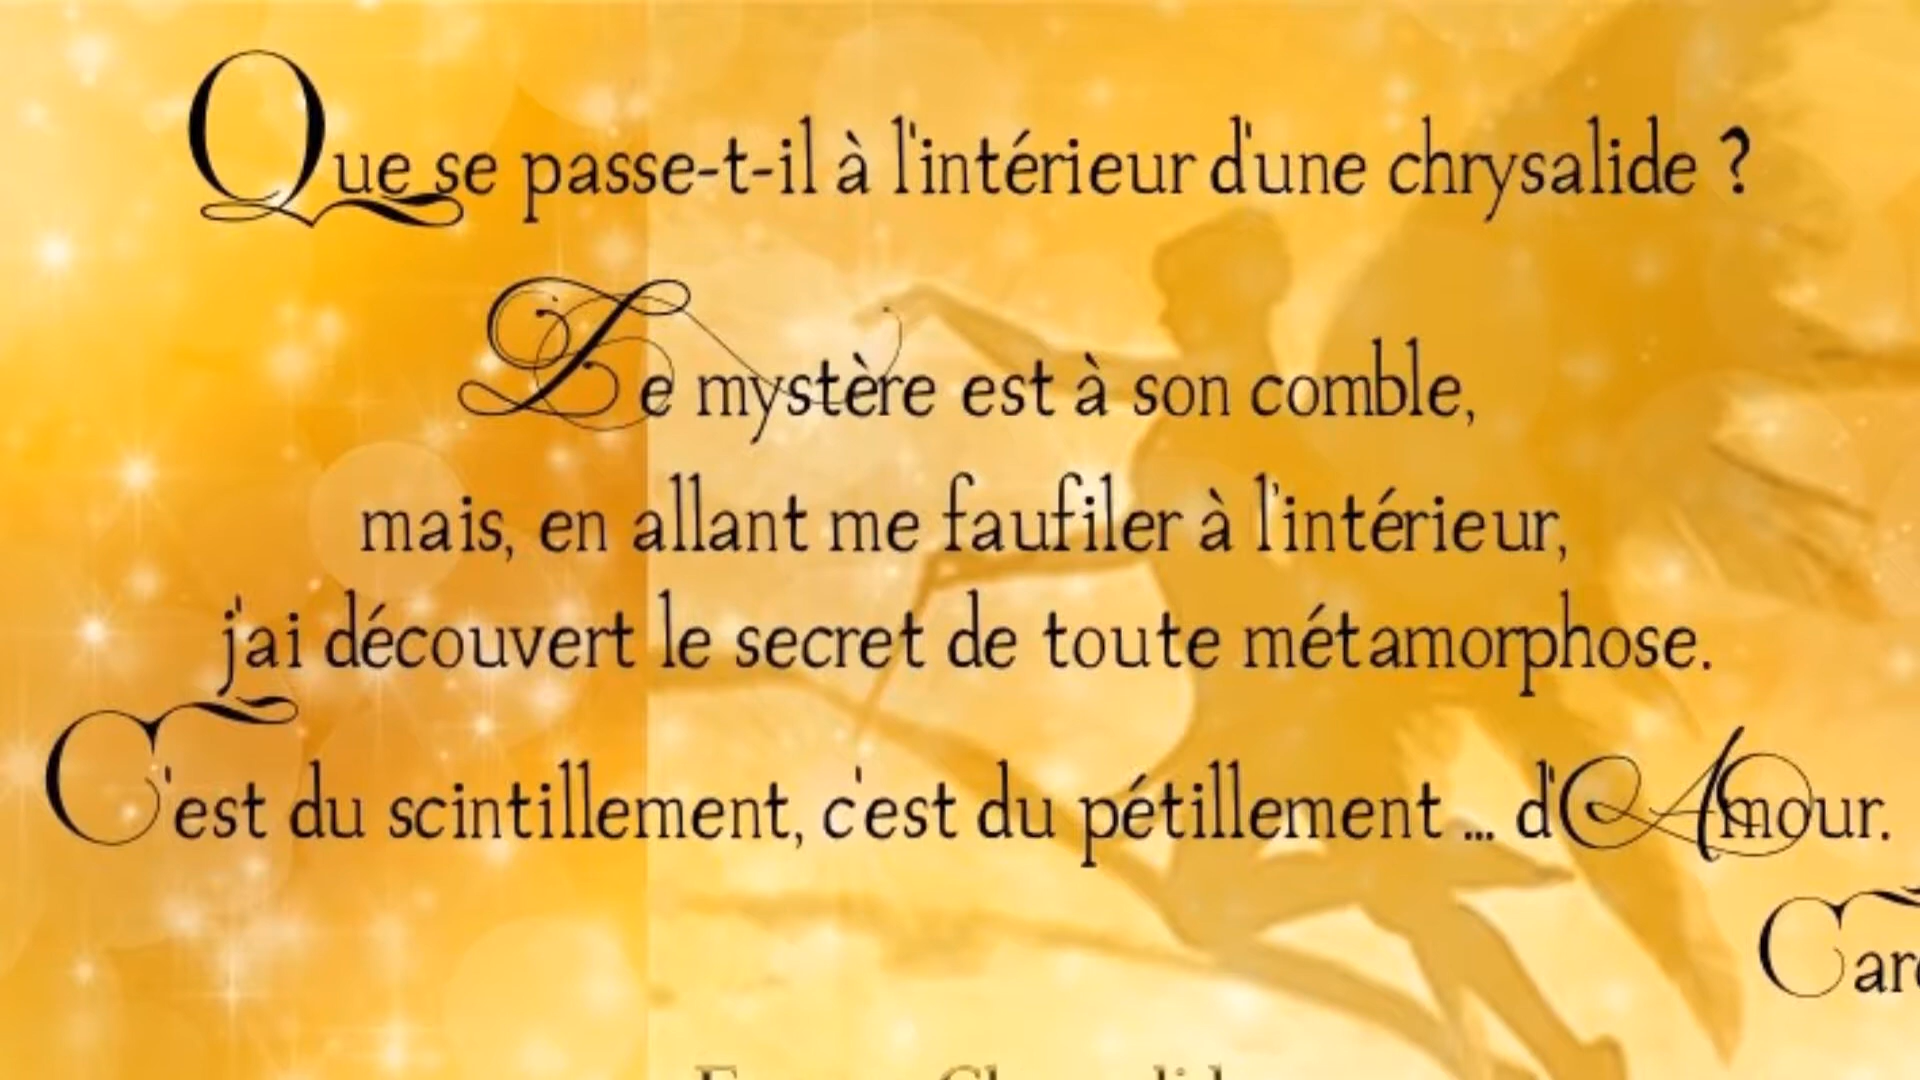 Que se passe-t-il à l'intérieur d'une chrysalide ?
Le mystère est à son comble,
mais, en allant me faufiler à l'intérieur,
j'ai découvert le secret de toute métamorphose.
C'est du scintillement, c'est du pétillement ... d'Amour.